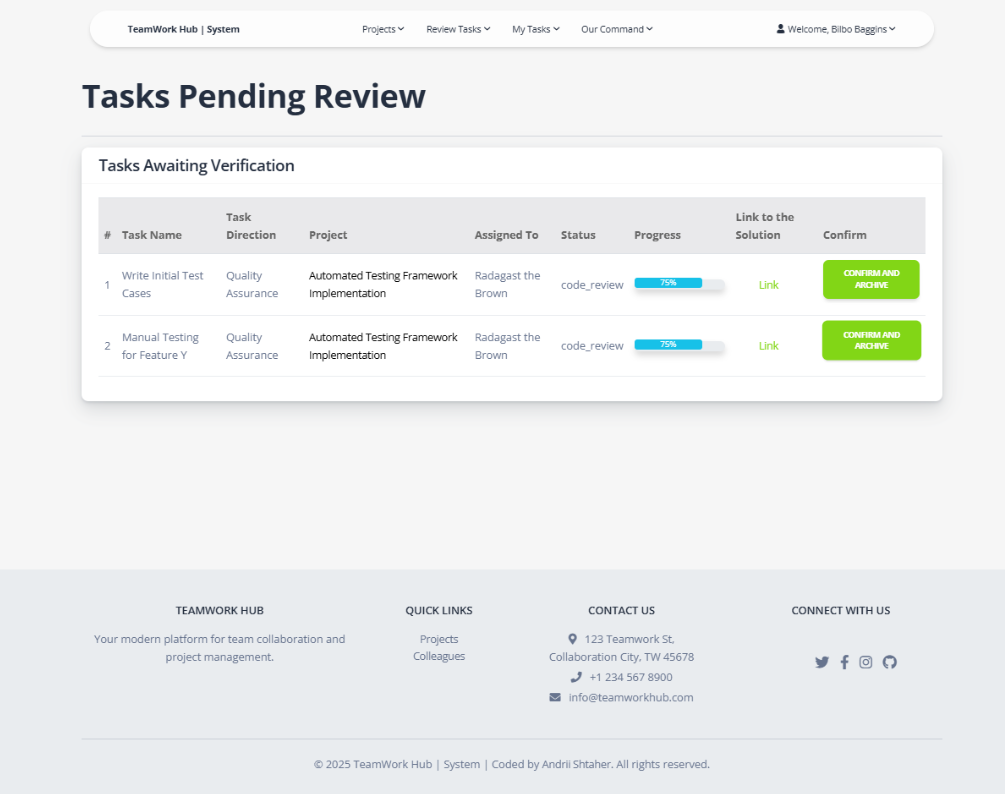 TeamWork Hub | System
Projects
Review Tasks
My Tasks
Our Command
Welcome, Bilbo Baggins
Tasks Pending Review
Tasks Awaiting Verification
#
Task Name
Task
Direction
Project
Assigned To
Status
Progress
Link to the
Solution
Confirm
1
Write Initial Test
Cases
Quality
Assurance
Automated Testing Framework
Implementation
Radagast the
Brown
code_review
75%
Link
CONFIRM AND
ARCHIVE
2
Manual Testing
for Feature Y
Quality
Assurance
Automated Testing Framework
Implementation
Radagast the
Brown
code_review
75%
Link
CONFIRM AND
ARCHIVE
TEAMWORK HUB
Your modern platform for team collaboration and
project management.
QUICK LINKS
Projects
Colleagues
CONTACT US
123 Teamwork St,
Collaboration City, TW 45678
+1 234 567 8900
info@teamworkhub.com
CONNECT WITH US
© 2025 TeamWork Hub | System | Coded by Andrii Shtaher. All rights reserved.